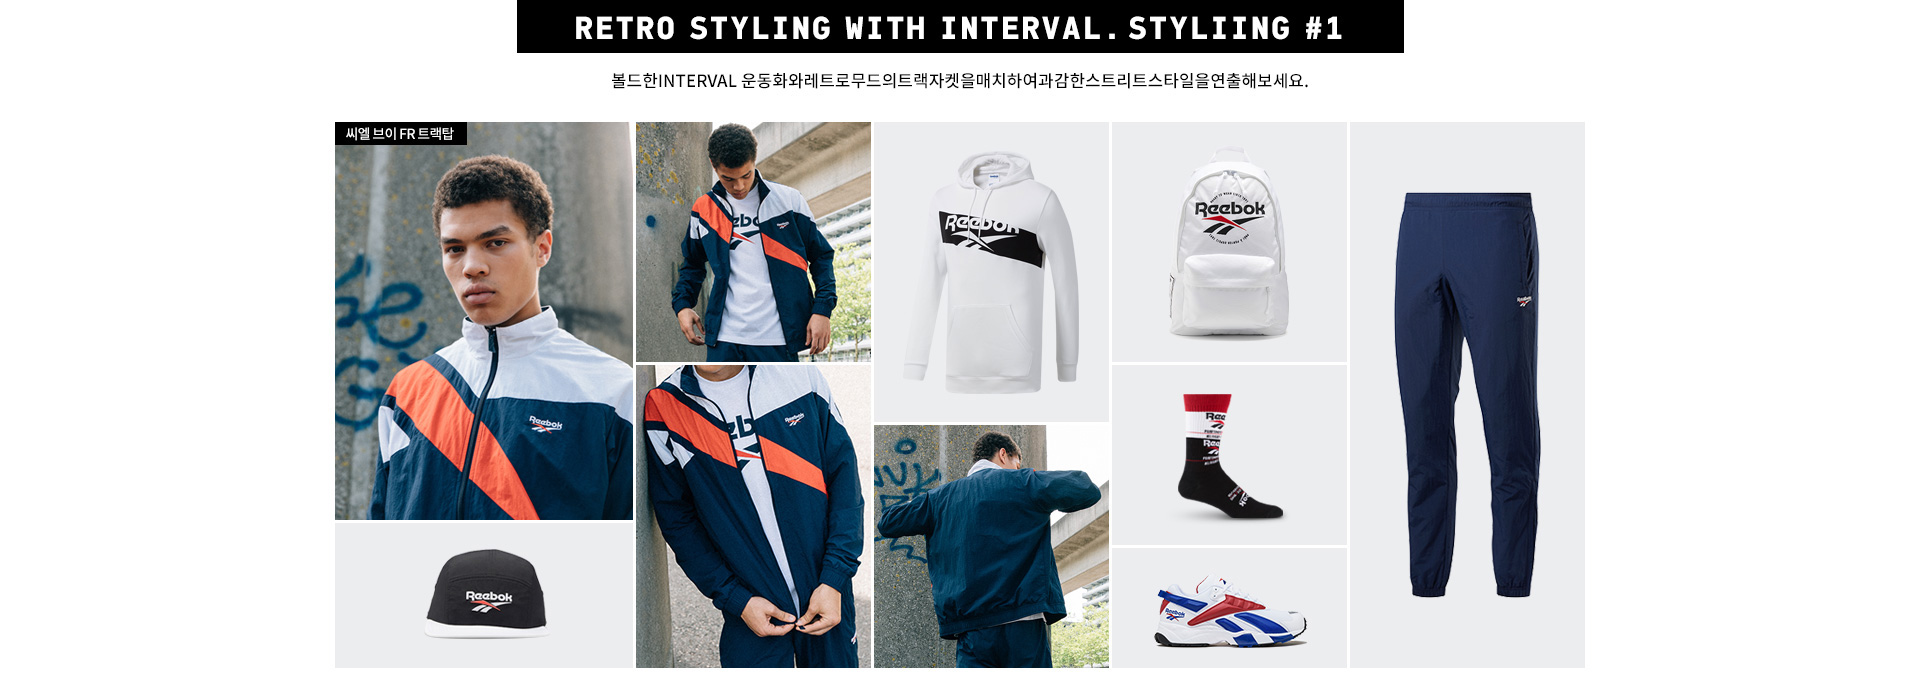 RETRO STYLING WITH INTERVAL. STYLIING #1
볼드한INTERVAL 운동화와레트로무드의트랙자켓을매치하여과감한스트리트스타일을연출해보세요.
씨엘 브이 FR 트랙탑
Reebok
Reebok
Reebok
Reebok
Reebok
Reebok
Reebok